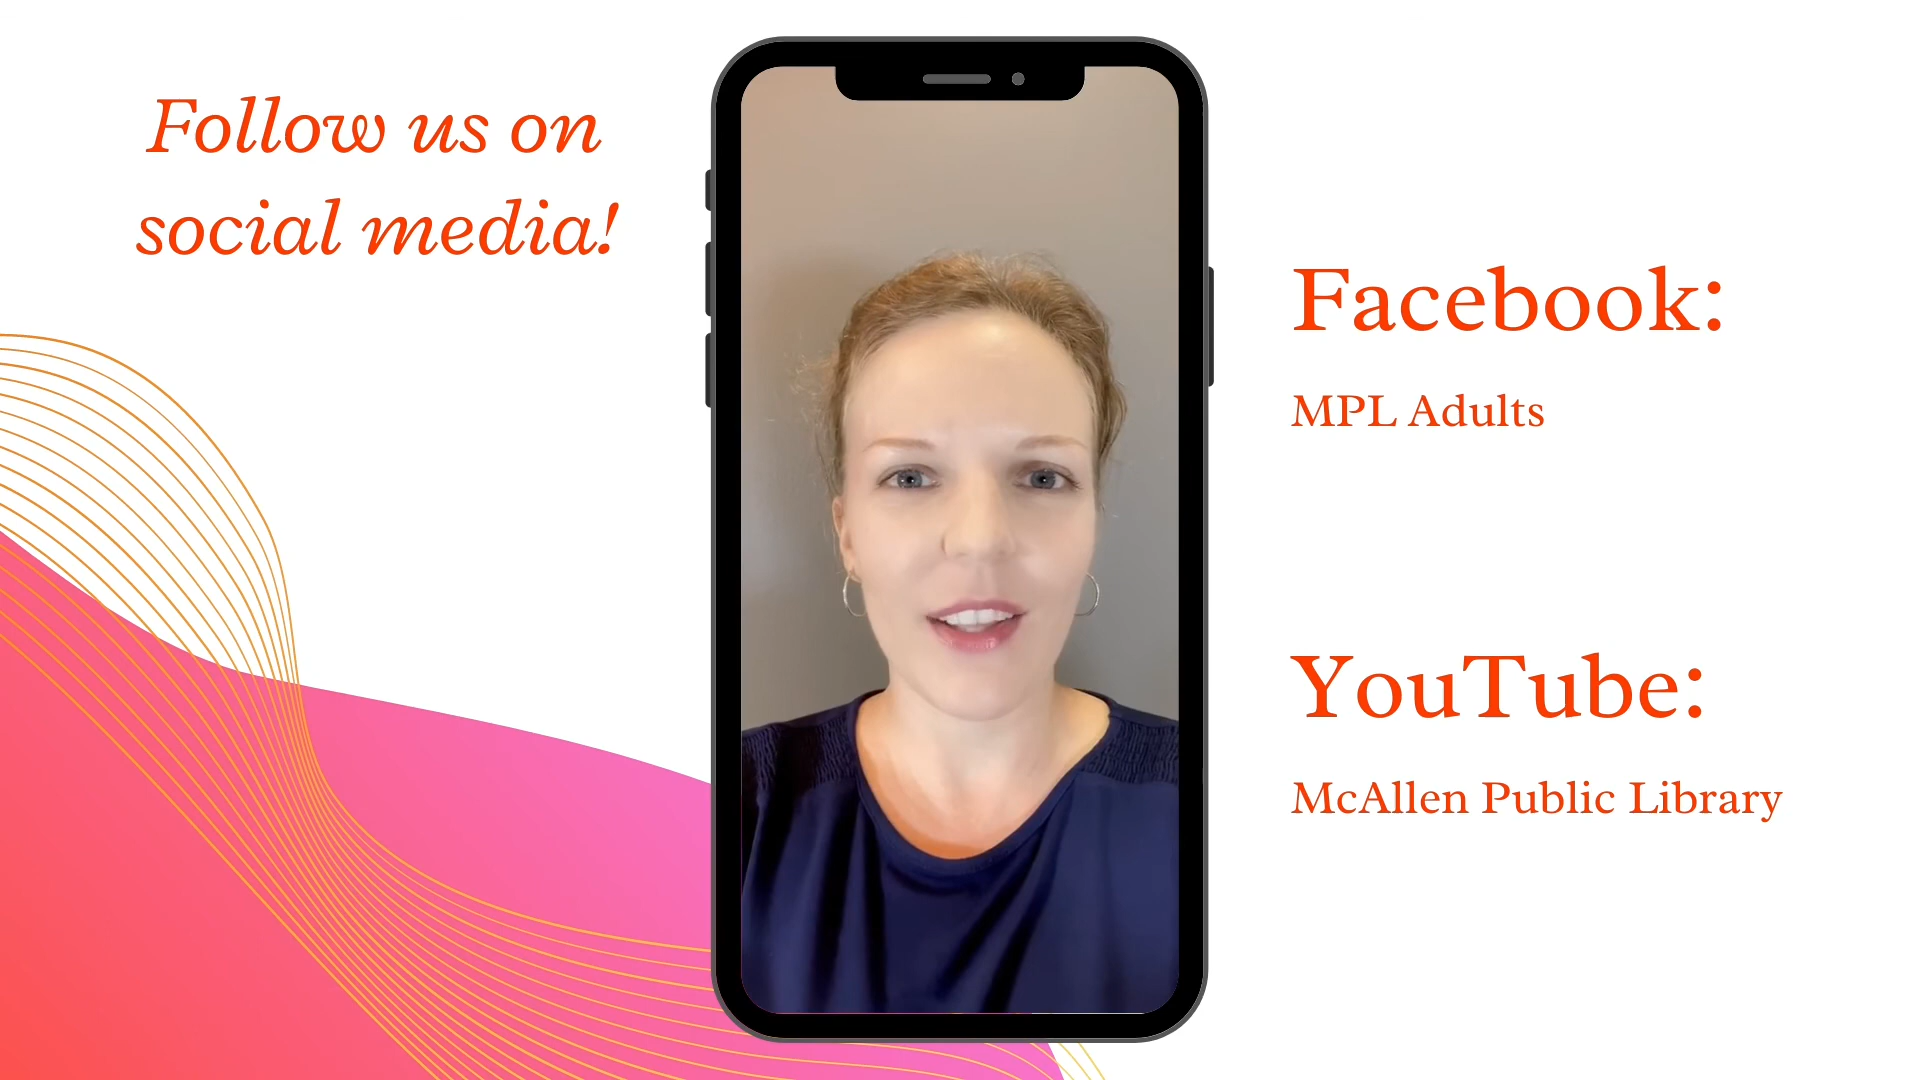 Follow us on
social media!
Facebook:
MPL Adults
YouTube:
McAllen Public Library